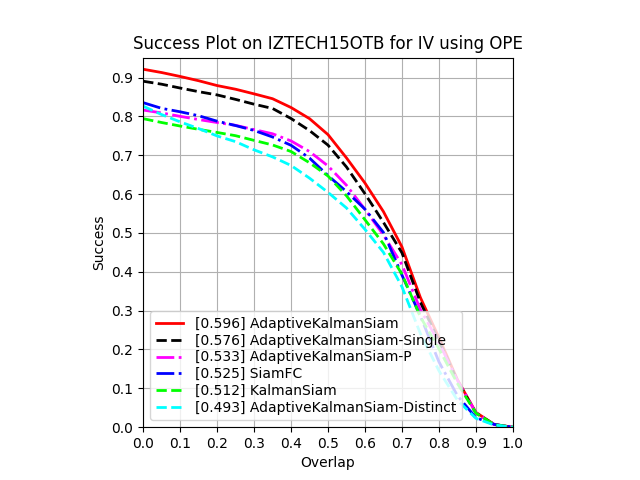 Success Plot on IZTECH15OTB for IV using OPE
Success
0.9
0.8
0.7
0.6
0.5
0.4
0.3
0.2
0.1
0.0
[0.596] AdaptiveKalmanSiam
[0.576] AdaptiveKalmanSiam-Single
[0.533] AdaptiveKalmanSiam-P
[0.525] SiamFC
[0.512] KalmanSiam
[0.493] AdaptiveKalmanSiam-Distinct
0.0 0.1 0.2 0.3 0.4 0.5 0.6 0.7 0.8 0.9 1.0
Overlap